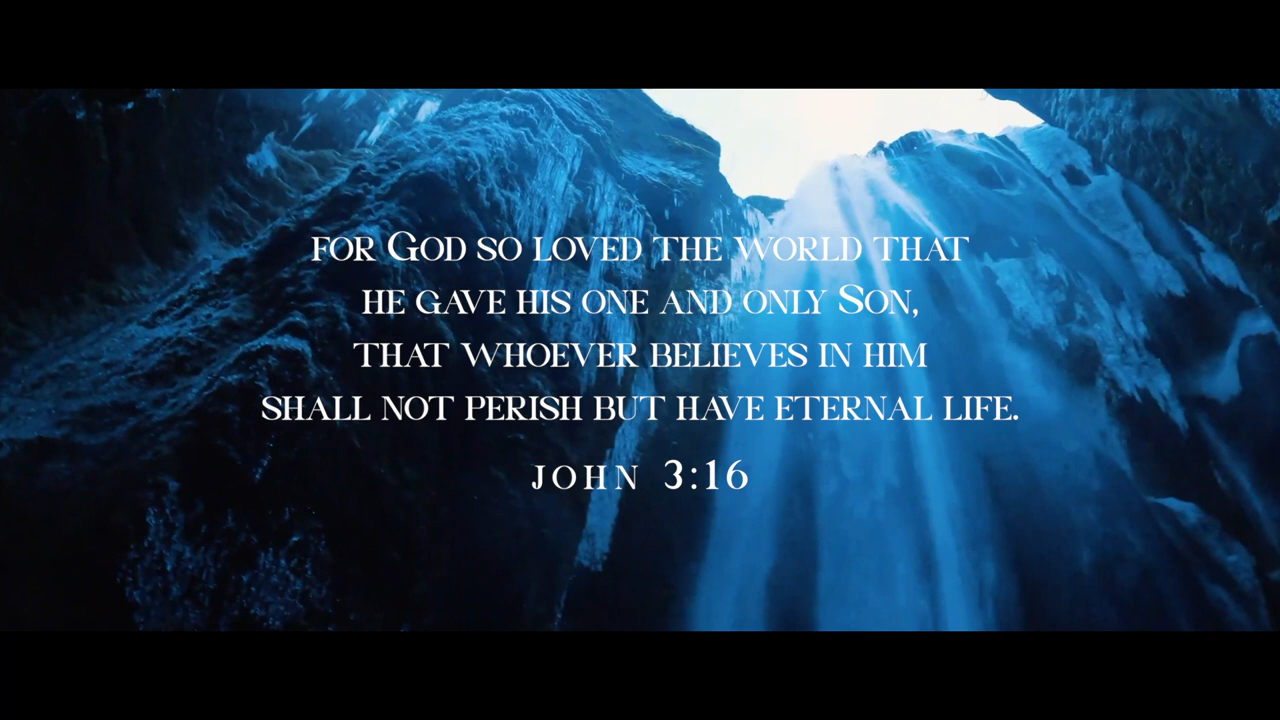 FOR GOD SO LOVED THE WORLD THAT
HE GAVE HIS ONE AND ONLY SON,
THAT WHOEVER BELIEVES IN HIM
SHALL NOT PERISH BUT HAVE ETERNAL LIFE.
JOHN 3:16